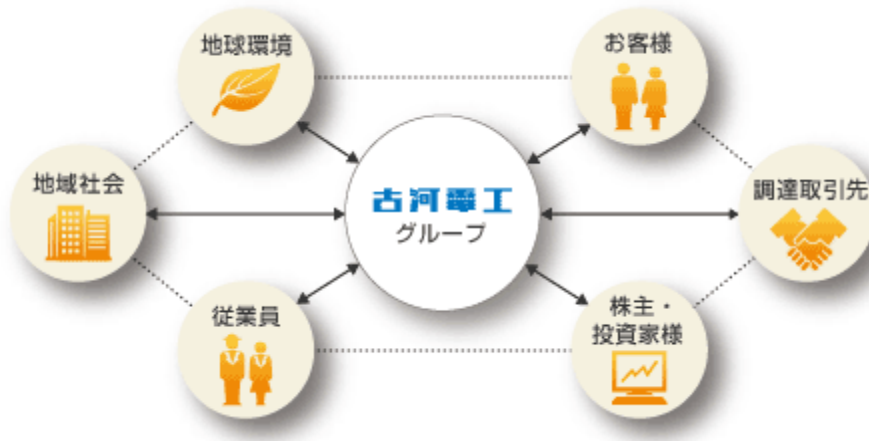 地球環境
お客様
地域社会
古河電工
グループ
調達取引先
従業員
株主・
投資家様